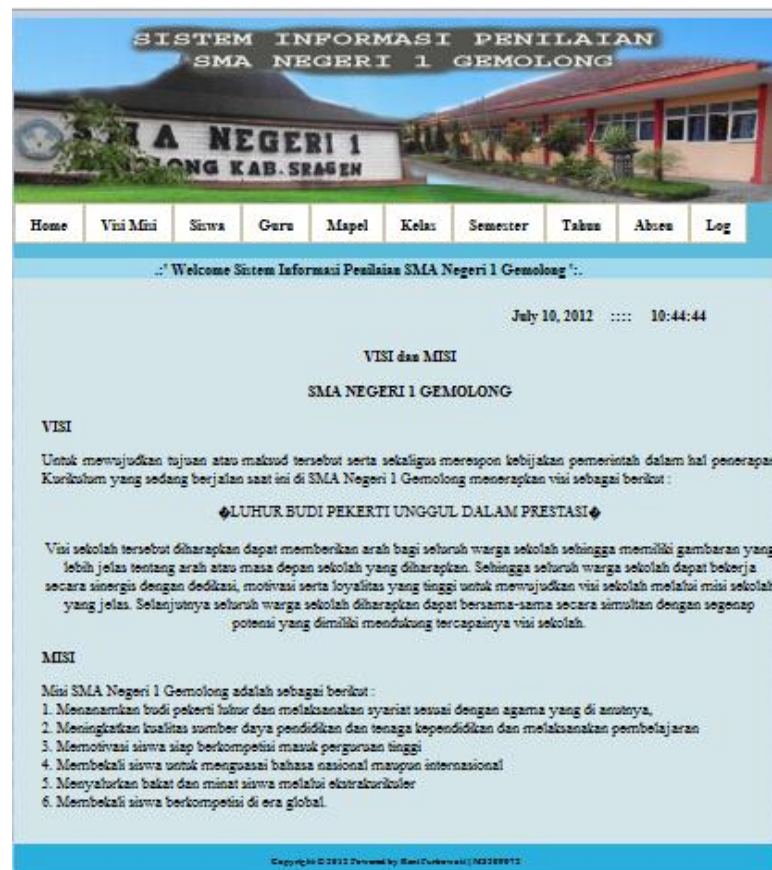 SISTEM INFORMASI PENILAIAN
SMA NEGERI 1 GEMOLONG
SMA NEGERI 1
KAB. SRAGEN
Home Visi Misi Siswa Guru Mapel Kelas Semester Tahun Absen Log
.:' Welcome Sistem Informasi Penilaian SMA Negeri 1 Gemolong ':.
July 10, 2012 :::: 10:44:44
VISI dan MISI
SMA NEGERI 1 GEMOLONG
VISI
Untuk mewujudkan tujuan atau maksud tersebut serta sekaligus merespon kebijakan pemerintah dalam hal penerapan
Kurikulum yang sedang berjalan saat ini di SMA Negeri 1 Gemolong menerapkan visi sebagai berikut :
�LUHUR BUDI PEKERTI UNGGUL DALAM PRESTASI�
Visi sekolah tersebut diharapkan dapat memberikan arah bagi seluruh warga sekolah sehingga memiliki gambaran yang
lebih jelas tentang arah atau masa depan sekolah yang diharapkan. Sehingga seluruh warga sekolah dapat bekerja
secara sinergis dengan dedikasi, motivasi serta loyalitas yang tinggi untuk mewujudkan visi sekolah melalui misi sekolah
yang jelas. Selanjutnya seluruh warga sekolah diharapkan dapat bersama-sama secara simultan dengan segenap
potensi yang dimiliki mendukung tercapainya visi sekolah.
MISI
Misi SMA Negeri 1 Gemolong adalah sebagai berikut :
1. Menanamkan budi pekerti luhur dan melaksanakan syariat sesuai dengan agama yang di anutnya,
2. Meningkatkan kualitas sumber daya pendidikan dan tenaga kependidikan dan melaksanakan pembelajaran
3. Memotivasi siswa siap berkompetisi masuk perguruan tinggi
4. Membekali siswa untuk menguasai bahasa nasional maupun internasional
5. Menyalurkan bakat dan minat siswa melalui ekstrakurikuler
6. Membekali siswa berkompetisi di era global.
Copyright © 2012 Powered by